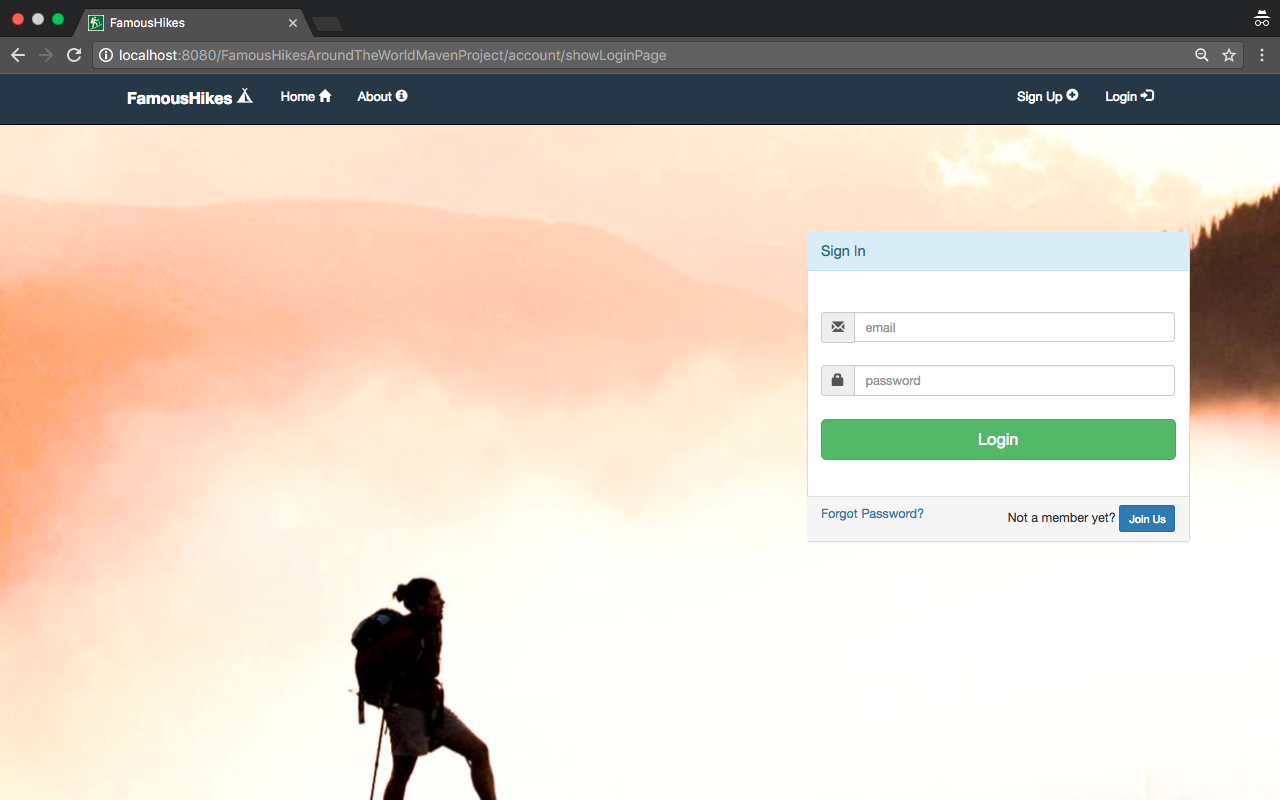 FamousHikes
localhost:8080/FamousHikesAroundTheWorldMavenProject/account/showLoginPage
FamousHikes Home About Sign Up Login
Sign In
email
password
Login
Forgot Password? Not a member yet? Join Us